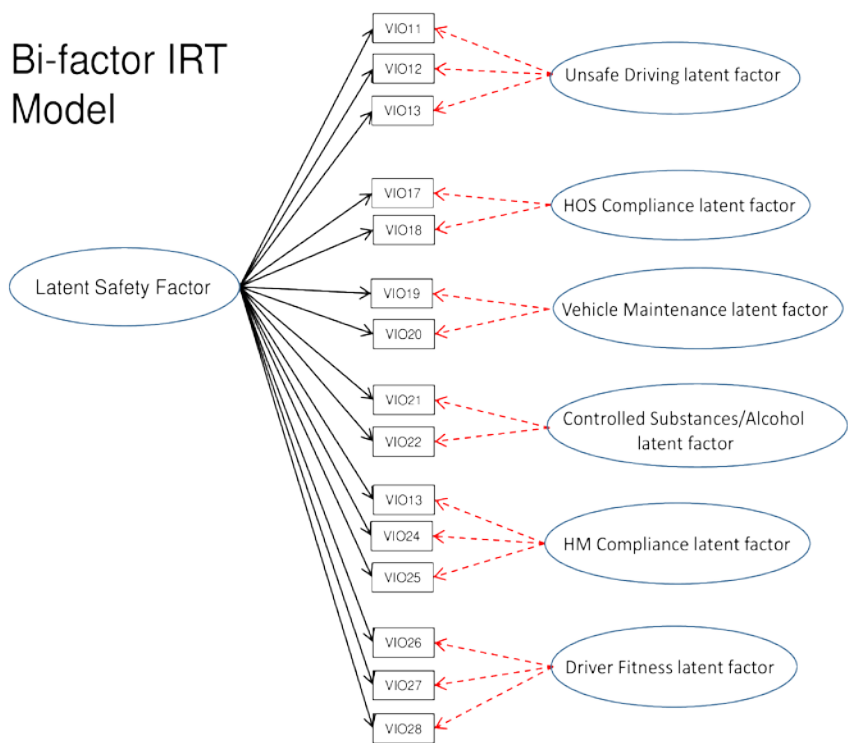 Bi-factor IRT
Model
VIO11
VIO12
VIO13
Unsafe Driving latent factor
VIO17
VIO18
HOS Compliance latent factor
Latent Safety Factor
VIO19
VIO20
Vehicle Maintenance latent factor
VIO21
VIO22
Controlled Substances/Alcohol
latent factor
VIO13
VIO24
VIO25
HM Compliance latent factor
VIO26
VIO27
VIO28
Driver Fitness latent factor